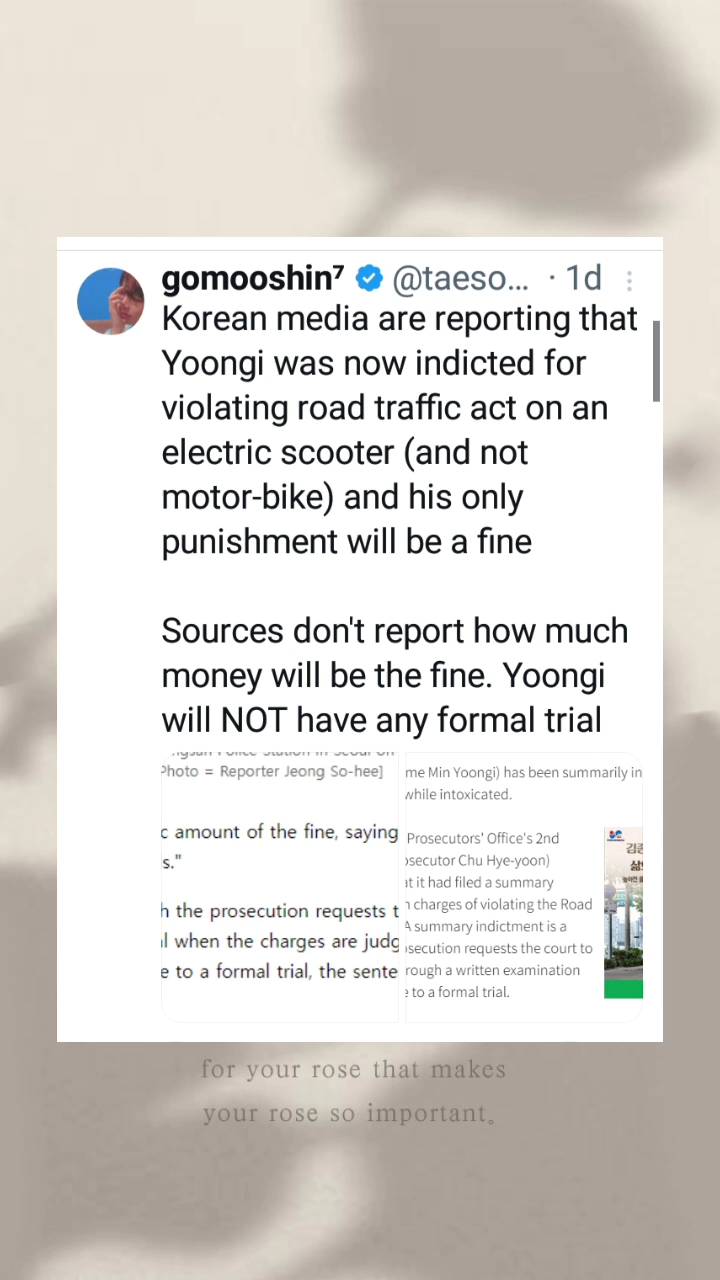 gomooshin⁷ @taeso... · 1d
Korean media are reporting that
Yoongi was now indicted for
violating road traffic act on an
electric scooter (and not
motor-bike) and his only
punishment will be a fine
Sources don't report how much
money will be the fine. Yoongi
will NOT have any formal trial
Photo = Reporter Jeong So-hee]
c amount of the fine, saying
s."
h the prosecution requests t
l when the charges are judg
e to a formal trial, the sente
me Min Yoongi) has been summarily in
while intoxicated.
Prosecutors' Office's 2nd
osecutor Chu Hye-yoon)
at it had filed a summary
n charges of violating the Road
A summary indictment is a
osecution requests the court to
rough a written examination
e to a formal trial.
for your rose that makes
your rose so important。